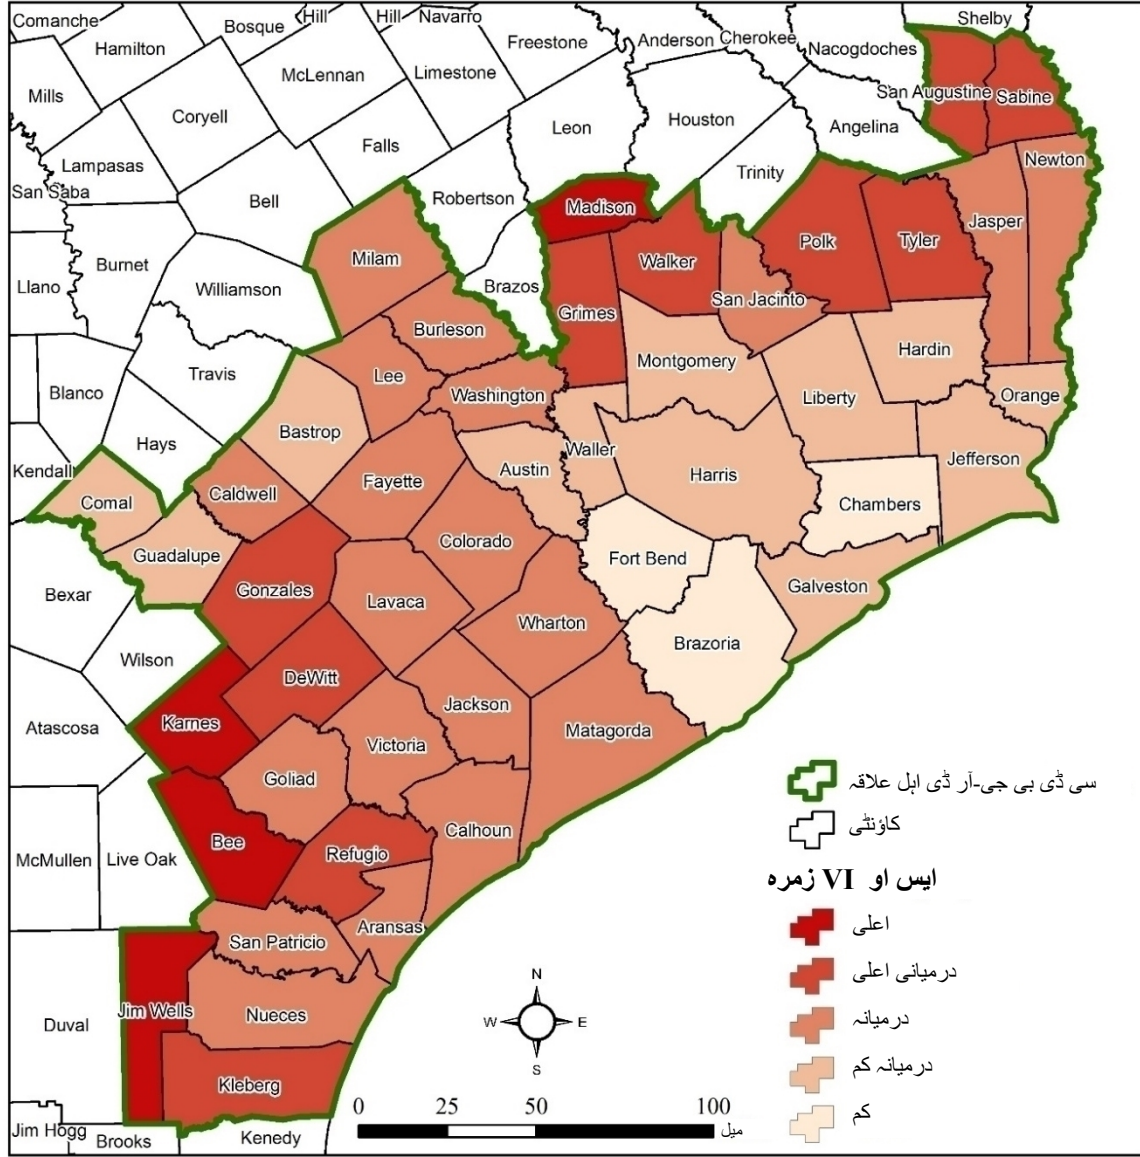 Comanche
Bosque
Hill
Hill
Navarro
Shelby
Hamilton
Freestone
Anderson
Cherokee
Nacogdoches
McLennan
Limestone
Mills
San Augustine
Sabine
Coryell
Leon
Houston
Angelina
Falls
Lampasas
Trinity
Newton
San Saba
Bell
Robertson
Madison
Jasper
Milam
Walker
Polk
Tyler
Burnet
Llano
Williamson
Brazos
San Jacinto
Grimes
Burleson
Travis
Lee
Montgomery
Hardin
Blanco
Washington
Liberty
Orange
Bastrop
Hays
Waller
Kendall
Austin
Harris
Jefferson
Fayette
Caldwell
Comal
Chambers
Colorado
Guadalupe
Fort Bend
Galveston
Gonzales
Bexar
Lavaca
Wharton
Brazoria
Wilson
DeWitt
Karnes
Jackson
Atascosa
Matagorda
Victoria
Goliad
سی ڈی بی جی-آر ڈی اہل علاقہ
Calhoun
کاؤنٹی
Bee
Refugio
McMullen
Live Oak
ایس او VI زمرہ
Aransas
اعلی
San Patricio
درمیانی اعلی
N
Jim Wells
Nueces
Duval
W
E
درمیانہ
S
درمیانہ کم
Kleberg
0
25
50
100
کم
میل
Jim Hogg
Brooks
Kenedy